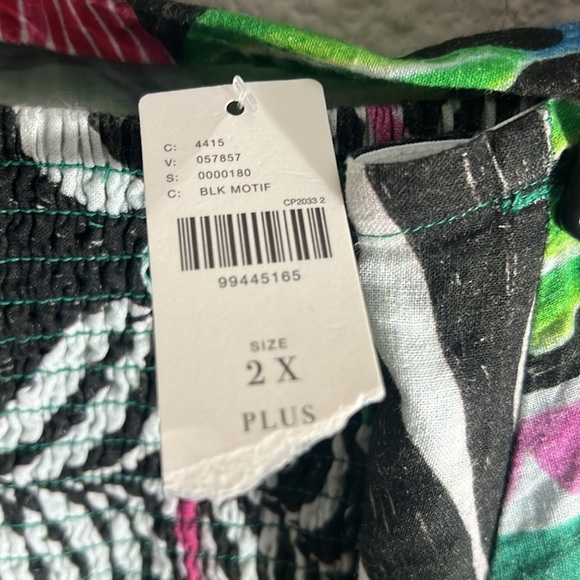 C: 4415
V: 057857
S: 0000180
C: BLK MOTIF
CP2033 2
99445165
SIZE
2 X
PLUS